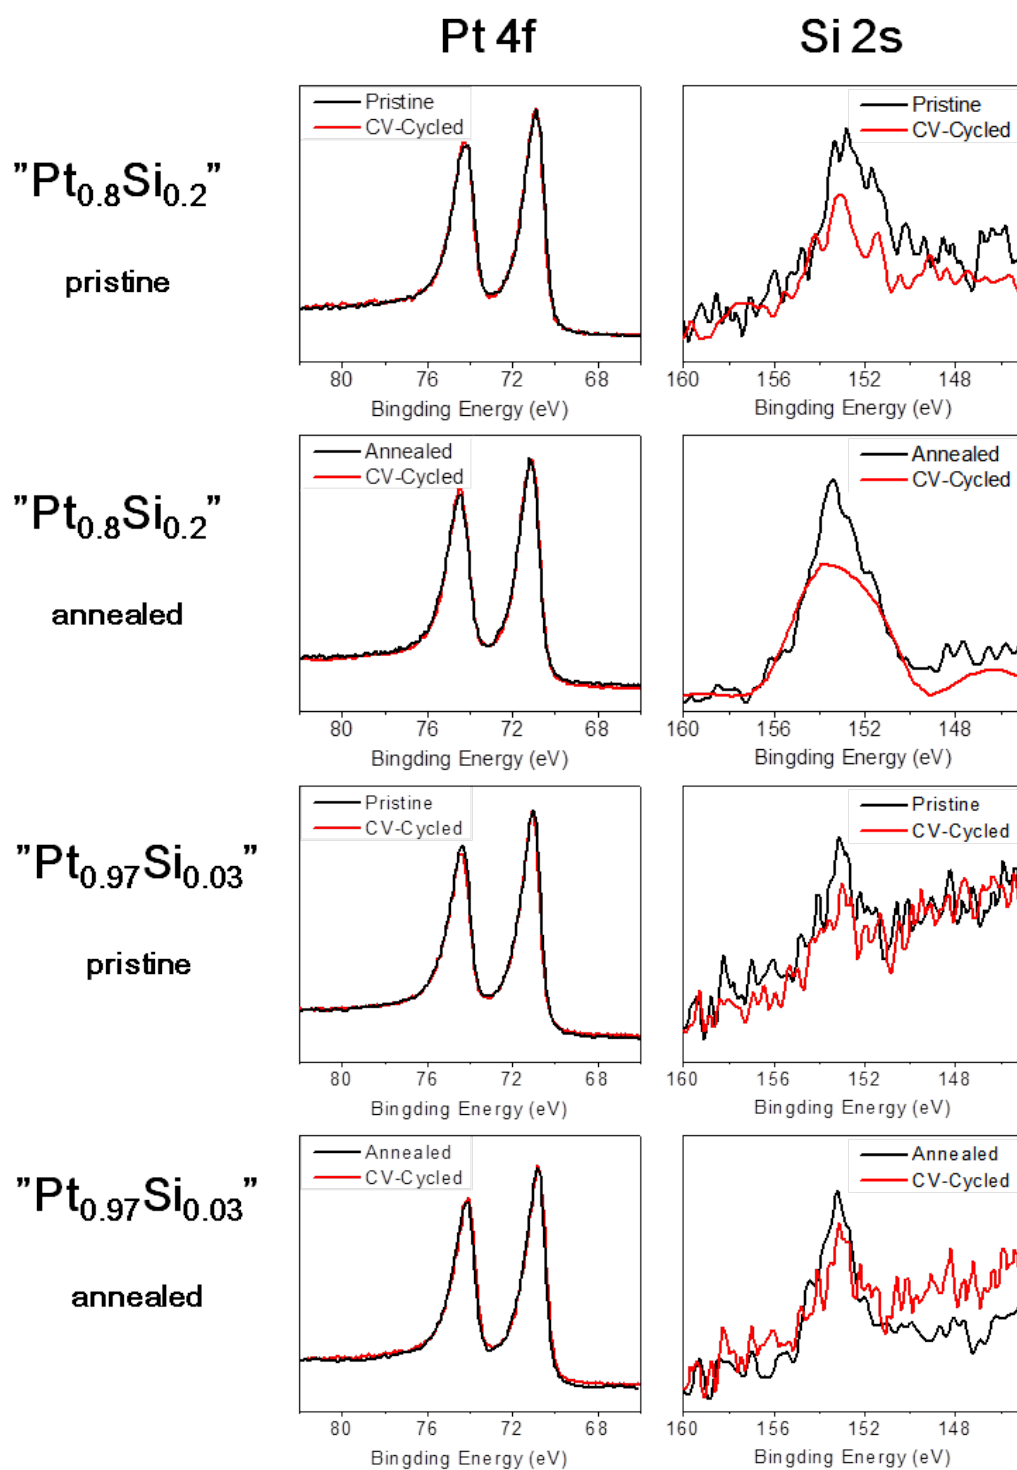 Pt 4f Si 2s
"Pt0.8Si0.2"
pristine
Pristine
CV-Cycled
80 76 72 68
Bingding Energy (eV)
Pristine
CV-Cycled
160 156 152 148
Bingding Energy (eV)
"Pt0.8Si0.2"
annealed
Annealed
CV-Cycled
80 76 72 68
Bingding Energy (eV)
Annealed
CV-Cycled
160 156 152 148
Bingding Energy (eV)
"Pt0.97Si0.03"
pristine
Pristine
CV-Cycled
80 76 72 68
Bingding Energy (eV)
Pristine
CV-Cycled
160 156 152 148
Bingding Energy (eV)
"Pt0.97Si0.03"
annealed
Annealed
CV-Cycled
80 76 72 68
Bingding Energy (eV)
Annealed
CV-Cycled
160 156 152 148
Bingding Energy (eV)